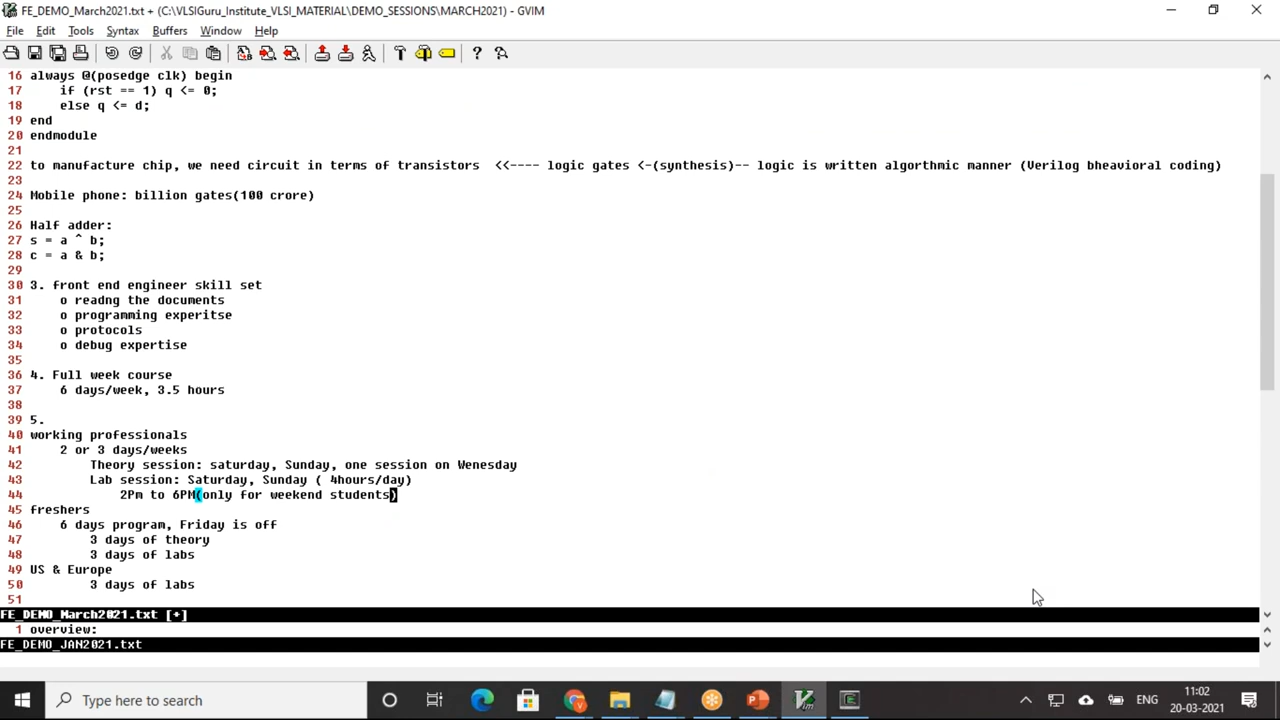 FE_DEMO_March2021.txt + (C:\VLSIGuru_Institute_VLSI_MATERIAL\DEMO_SESSIONS\MARCH2021) - GVIM
File Edit Tools Syntax Buffers Window Help
16 always @(posedge clk) begin
17 if (rst == 1) q <= 0;
18 else q <= d;
19 end
20 endmodule
21
22 to manufacture chip, we need circuit in terms of transistors <<---- logic gates <-(synthesis)-- logic is written algorthmic manner (Verilog bheavioral coding)
23
24 Mobile phone: billion gates(100 crore)
25
26 Half adder:
27 s = a ^ b;
28 c = a & b;
29
30 3. front end engineer skill set
31 o readng the documents
32 o programming experitse
33 o protocols
34 o debug expertise
35
36 4. Full week course
37 6 days/week, 3.5 hours
38
39 5.
40 working professionals
41 2 or 3 days/weeks
42 Theory session: saturday, Sunday, one session on Wenesday
43 Lab session: Saturday, Sunday ( 4hours/day)
44 2Pm to 6PM(only for weekend students)
45 freshers
46 6 days program, Friday is off
47 3 days of theory
48 3 days of labs
49 US & Europe
50 3 days of labs
51
FE_DEMO_March2021.txt [+]
1 overview:
FE_DEMO_JAN2021.txt
Type here to search
ENG
11:02
20-03-2021